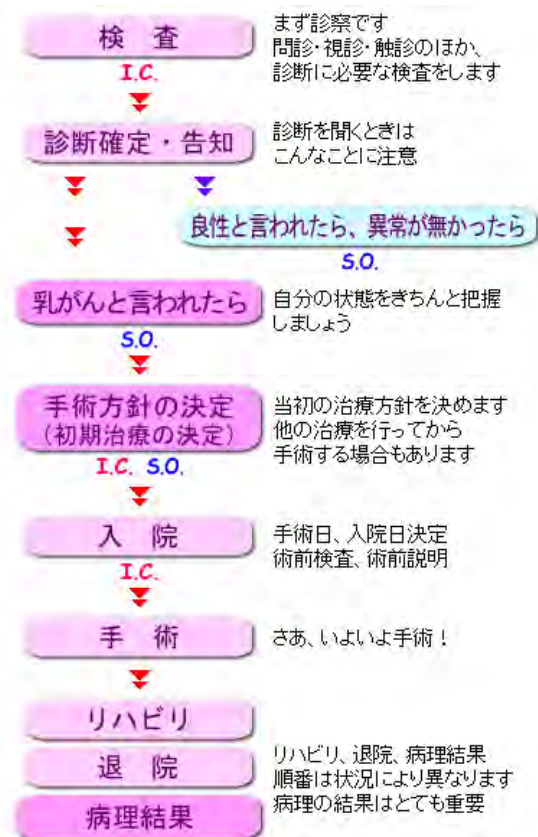 検 査
まず診察です
問診・視診・触診のほか、
診断に必要な検査をします
I.C.
診断確定・告知
診断を聞くときは
こんなことに注意
良性と言われたら、異常が無かったら
S.O.
乳がんと言われたら
自分の状態をきちんと把握
しましょう
S.O.
手術方針の決定
(初期治療の決定)
当初の治療方針を決めます
他の治療を行ってから
手術する場合もあります
I.C. S.O.
入 院
手術日、入院日決定
術前検査、術前説明
I.C.
手 術
さあ、いよいよ手術！
リハビリ
退 院
リハビリ、退院、病理結果
順番は状況により異なります
病理の結果はとても重要
病理結果